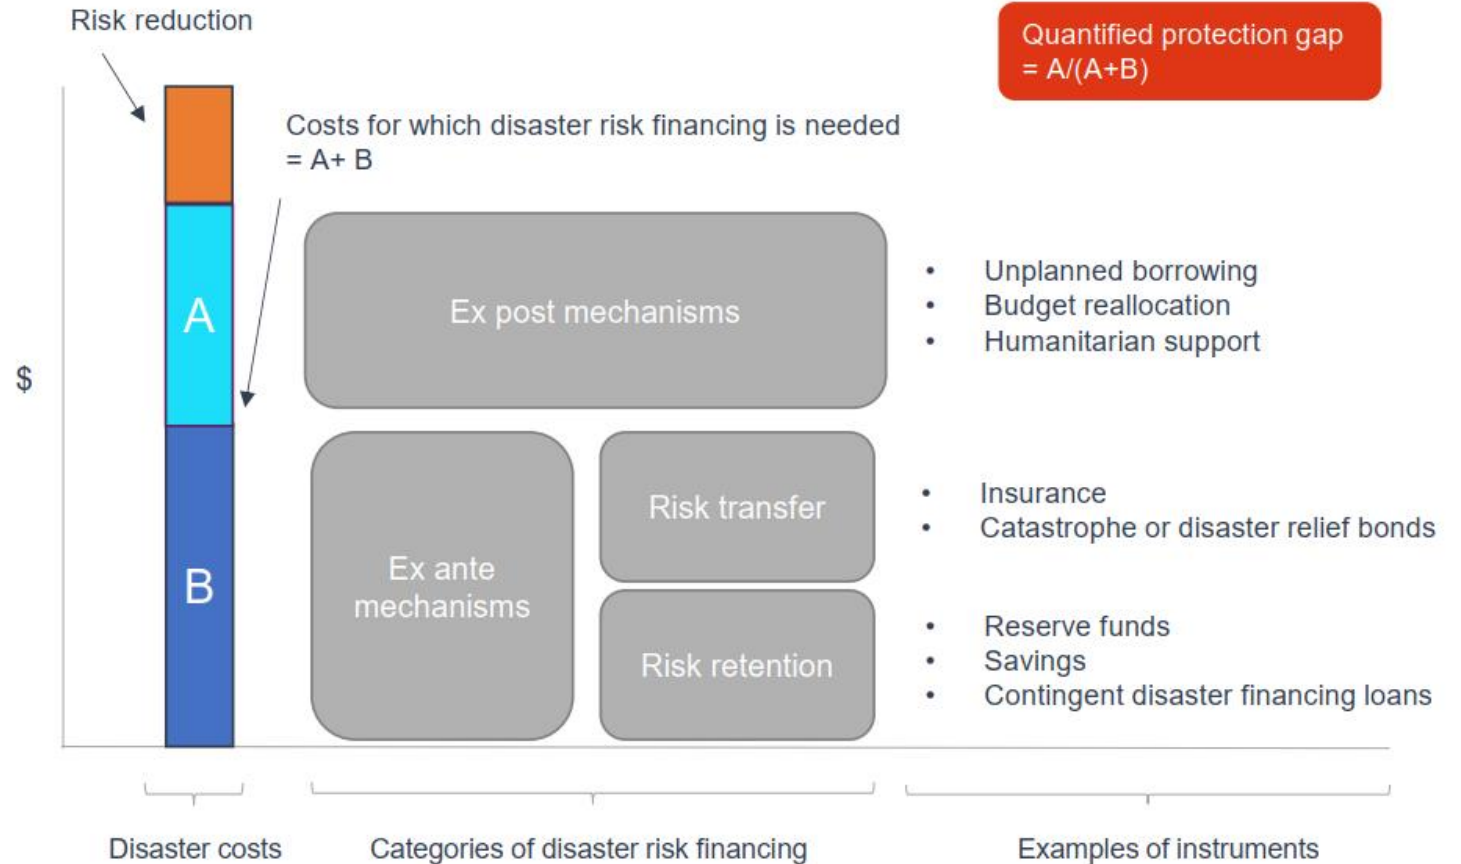 Risk reduction
Quantified protection gap
= A/(A+B)
Costs for which disaster risk financing is needed
= A+ B
A
Ex post mechanisms
• Unplanned borrowing
• Budget reallocation
• Humanitarian support
$
B
Ex ante
mechanisms
Risk transfer
• Insurance
• Catastrophe or disaster relief bonds
Risk retention
• Reserve funds
• Savings
• Contingent disaster financing loans
Disaster costs
Categories of disaster risk financing
Examples of instruments